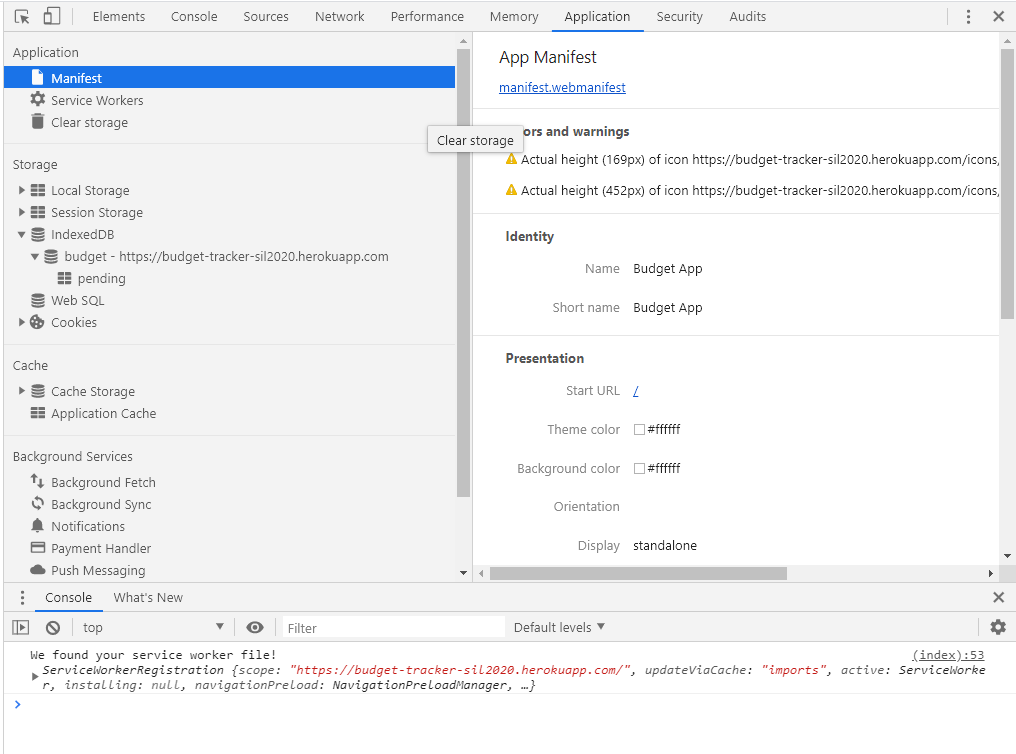 Elements Console Sources Network Performance Memory Application Security Audits
Application
Manifest
Service Workers
Clear storage
Storage
Local Storage
Session Storage
IndexedDB
budget - https://budget-tracker-sil2020.herokuapp.com
pending
Web SQL
Cookies
Cache
Cache Storage
Application Cache
Background Services
Background Fetch
Background Sync
Notifications
Payment Handler
Push Messaging
App Manifest
manifest.webmanifest
Clear storage
ors and warnings
Actual height (169px) of icon https://budget-tracker-sil2020.herokuapp.com/icons,
Actual height (452px) of icon https://budget-tracker-sil2020.herokuapp.com/icons,
Identity
Name Budget App
Short name Budget App
Presentation
Start URL /
Theme color #ffffff
Background color #ffffff
Orientation
Display standalone
Console What's New
top Filter Default levels
We found your service worker file! (index):53
ServiceWorkerRegistration {scope: "https://budget-tracker-sil2020.herokuapp.com/", updateViaCache: "imports", active: ServiceWorke
r, installing: null, navigationPreload: NavigationPreloadManager, …}